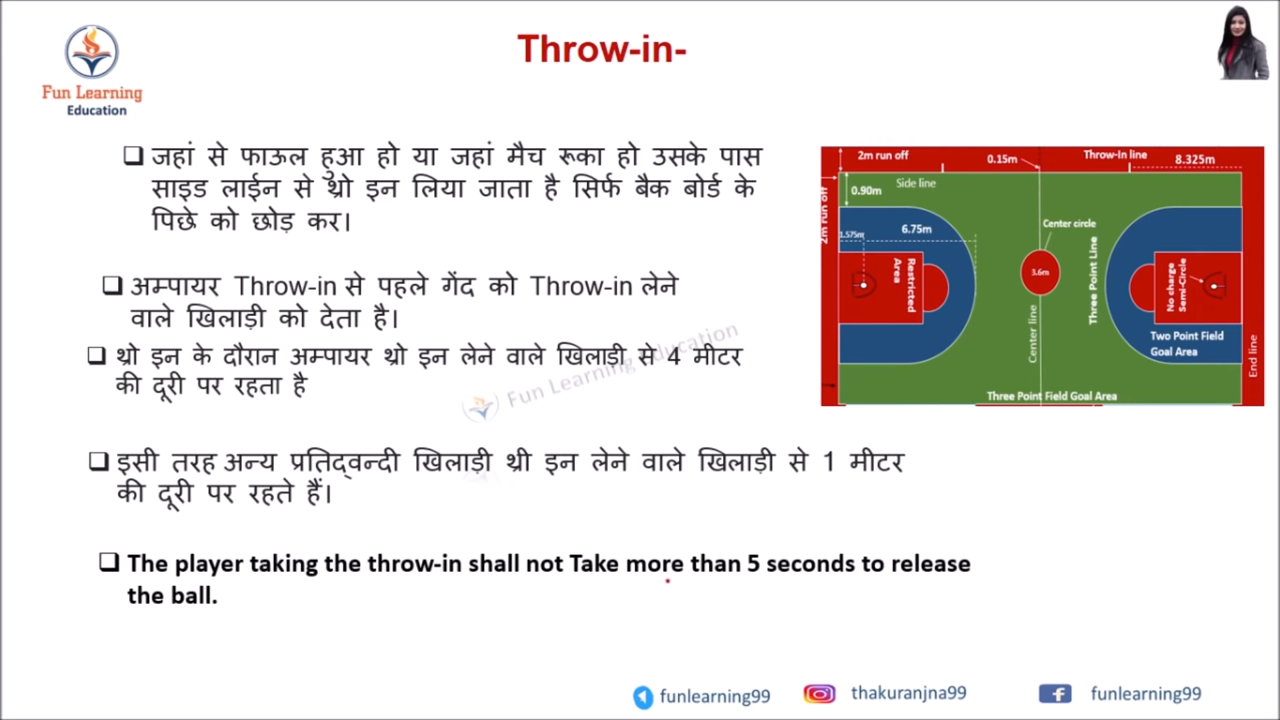 Throw-in-
Fun Learning
Education
❑ जहां से फाऊल हुआ हो या जहां मैच रूका हो उसके पास
साइड लाईन से थ्रो इन लिया जाता है सिर्फ बैक बोर्ड के
पिछे को छोड़ कर।
❑ अम्पायर Throw-in से पहले गेंद को Throw-in लेने
वाले खिलाड़ी को देता है।
❑ थ्रो इन के दौरान अम्पायर थ्रो इन लेने वाले खिलाड़ी से 4 मीटर
की दूरी पर रहता है
Fun Learning Education
❑ इसी तरह अन्य प्रतिद्वन्दी खिलाड़ी थ्री इन लेने वाले खिलाड़ी से 1 मीटर
की दूरी पर रहते हैं।
❑ The player taking the throw-in shall not Take more than 5 seconds to release
the ball.
2m run off
0.15m
Throw-In line
8.325m
Side line
2m run off
0.90m
6.75m
1.575m
Center circle
Restricted
Area
3.6m
Three Point Line
No charge
Semi-Circle
Center line
Two Point Field
Goal Area
End line
Three Point Field Goal Area
funlearning99
thakuranjna99
funlearning99